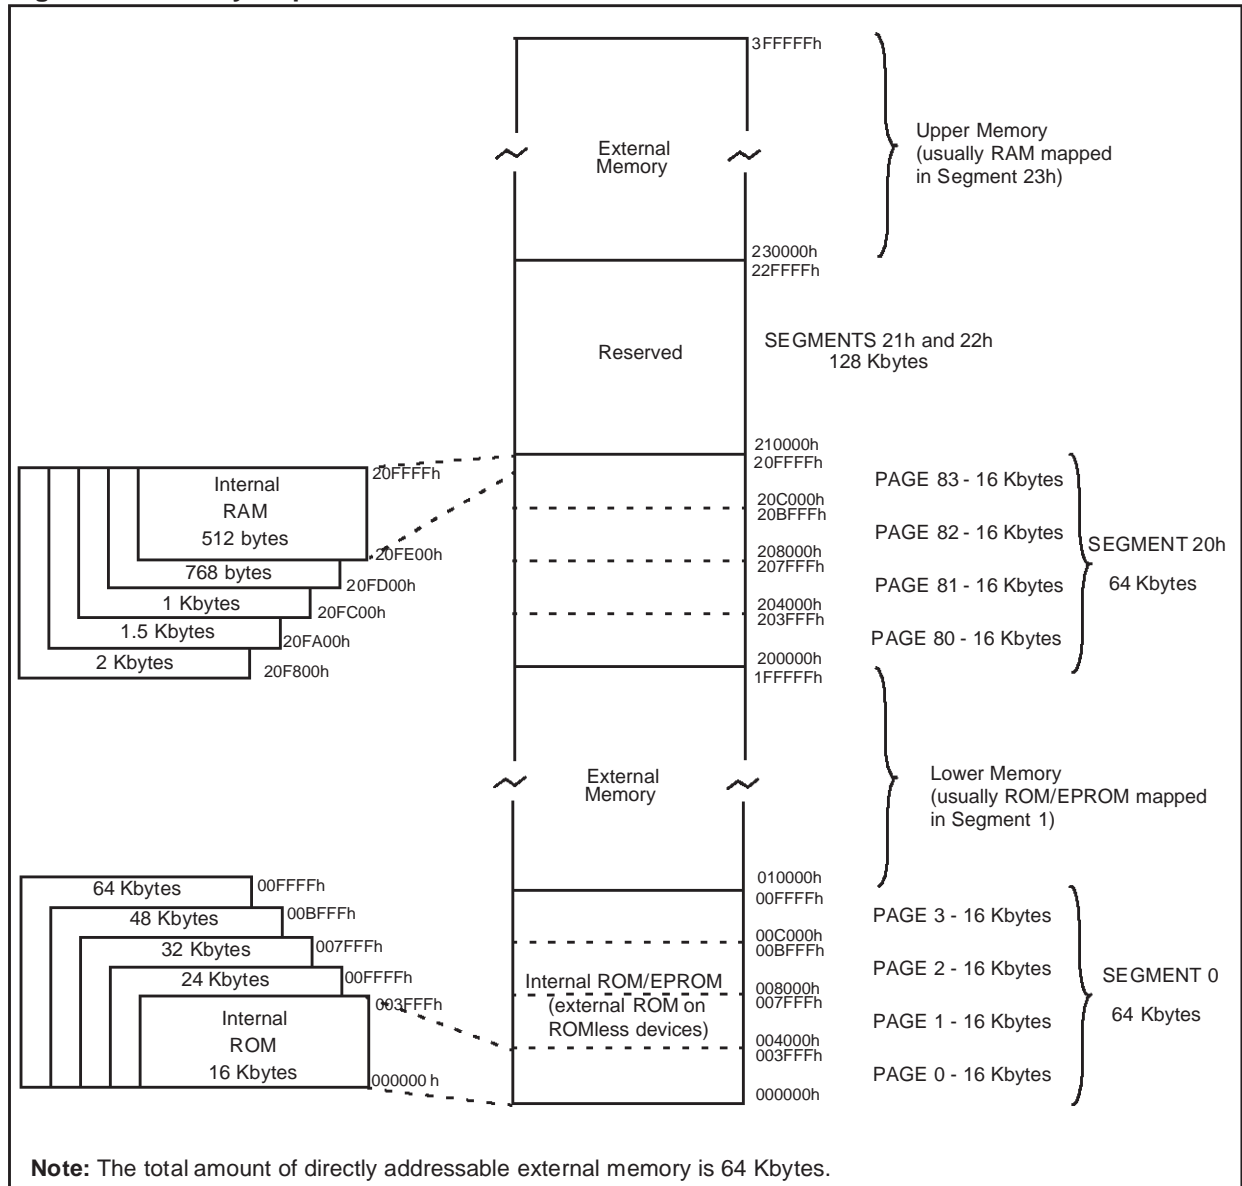 3FFFFFh
External
Memory
Upper Memory
(usually RAM mapped
in Segment 23h)
230000h
22FFFFh
Reserved
SEGMENTS 21h and 22h
128 Kbytes
210000h
20FFFFh
20C000h
20BFFFh
208000h
207FFFh
204000h
203FFFh
200000h
1FFFFFh
PAGE 83 - 16 Kbytes
PAGE 82 - 16 Kbytes
PAGE 81 - 16 Kbytes
PAGE 80 - 16 Kbytes
SEGMENT 20h
64 Kbytes
Internal
RAM
512 bytes
20FFFFh
20FE00h
768 bytes
20FD00h
1 Kbytes
20FC00h
1.5 Kbytes
20FA00h
2 Kbytes
20F800h
External
Memory
Lower Memory
(usually ROM/EPROM mapped
in Segment 1)
010000h
00FFFFh
00C000h
00BFFFh
008000h
007FFFh
004000h
003FFFh
000000h
Internal ROM/EPROM
(external ROM on
ROMless devices)
PAGE 3 - 16 Kbytes
PAGE 2 - 16 Kbytes
PAGE 1 - 16 Kbytes
PAGE 0 - 16 Kbytes
SEGMENT 0
64 Kbytes
64 Kbytes
00FFFFh
48 Kbytes
00BFFFh
32 Kbytes
007FFFh
24 Kbytes
00FFFFh
003FFFh
Internal
ROM
16 Kbytes
000000 h
Note: The total amount of directly addressable external memory is 64 Kbytes.